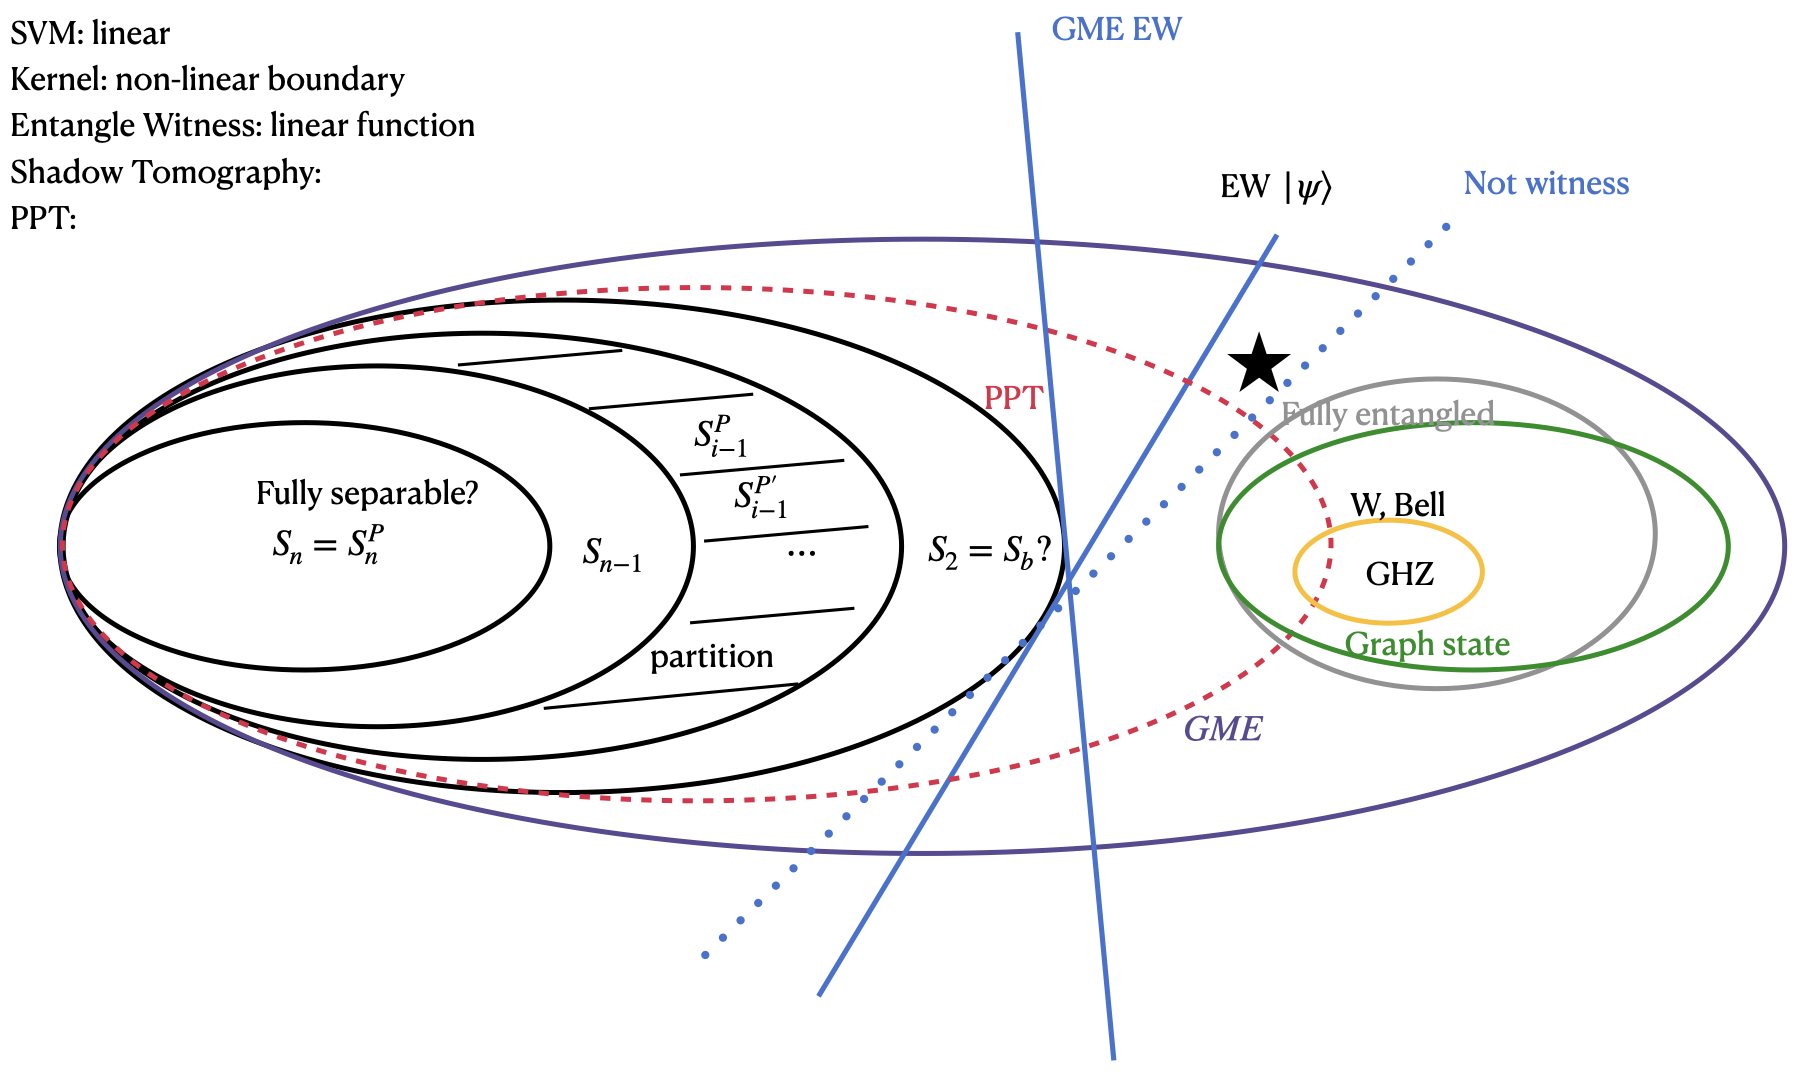 SVM: linear
Kernel: non-linear boundary
Entangle Witness: linear function
Shadow Tomography:
PPT:
GME EW
EW |ψ⟩
Not witness
PPT
Fully entangled
S_{i−1}^{P}
Fully separable?
S_n = S_n^P
S_{n−1}
S_{i−1}^{P′}
...
S_2 = S_b?
W, Bell
GHZ
Graph state
partition
GME